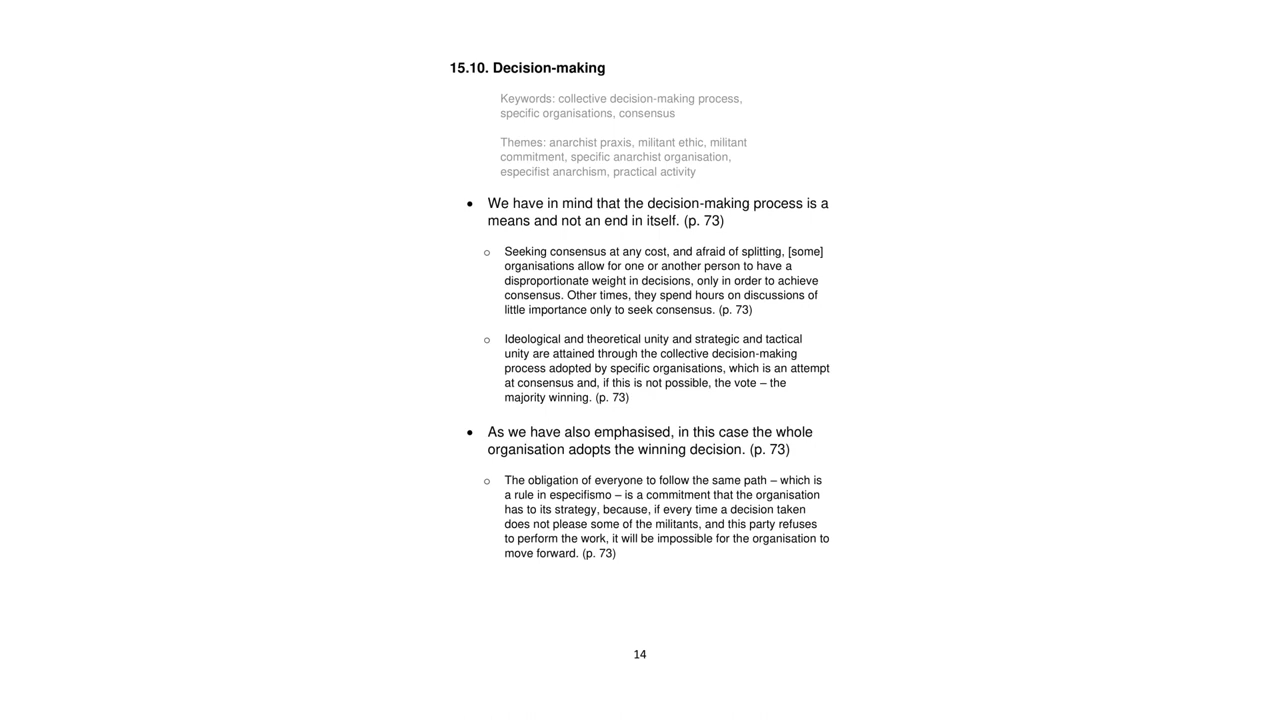 15.10. Decision-making
Keywords: collective decision-making process,
specific organisations, consensus
Themes: anarchist praxis, militant ethic, militant
commitment, specific anarchist organisation,
especifist anarchism, practical activity
• We have in mind that the decision-making process is a
means and not an end in itself. (p. 73)
o Seeking consensus at any cost, and afraid of splitting, [some]
organisations allow for one or another person to have a
disproportionate weight in decisions, only in order to achieve
consensus. Other times, they spend hours on discussions of
little importance only to seek consensus. (p. 73)
o Ideological and theoretical unity and strategic and tactical
unity are attained through the collective decision-making
process adopted by specific organisations, which is an attempt
at consensus and, if this is not possible, the vote – the
majority winning. (p. 73)
• As we have also emphasised, in this case the whole
organisation adopts the winning decision. (p. 73)
o The obligation of everyone to follow the same path – which is
a rule in especifismo – is a commitment that the organisation
has to its strategy, because, if every time a decision taken
does not please some of the militants, and this party refuses
to perform the work, it will be impossible for the organisation to
move forward. (p. 73)
14